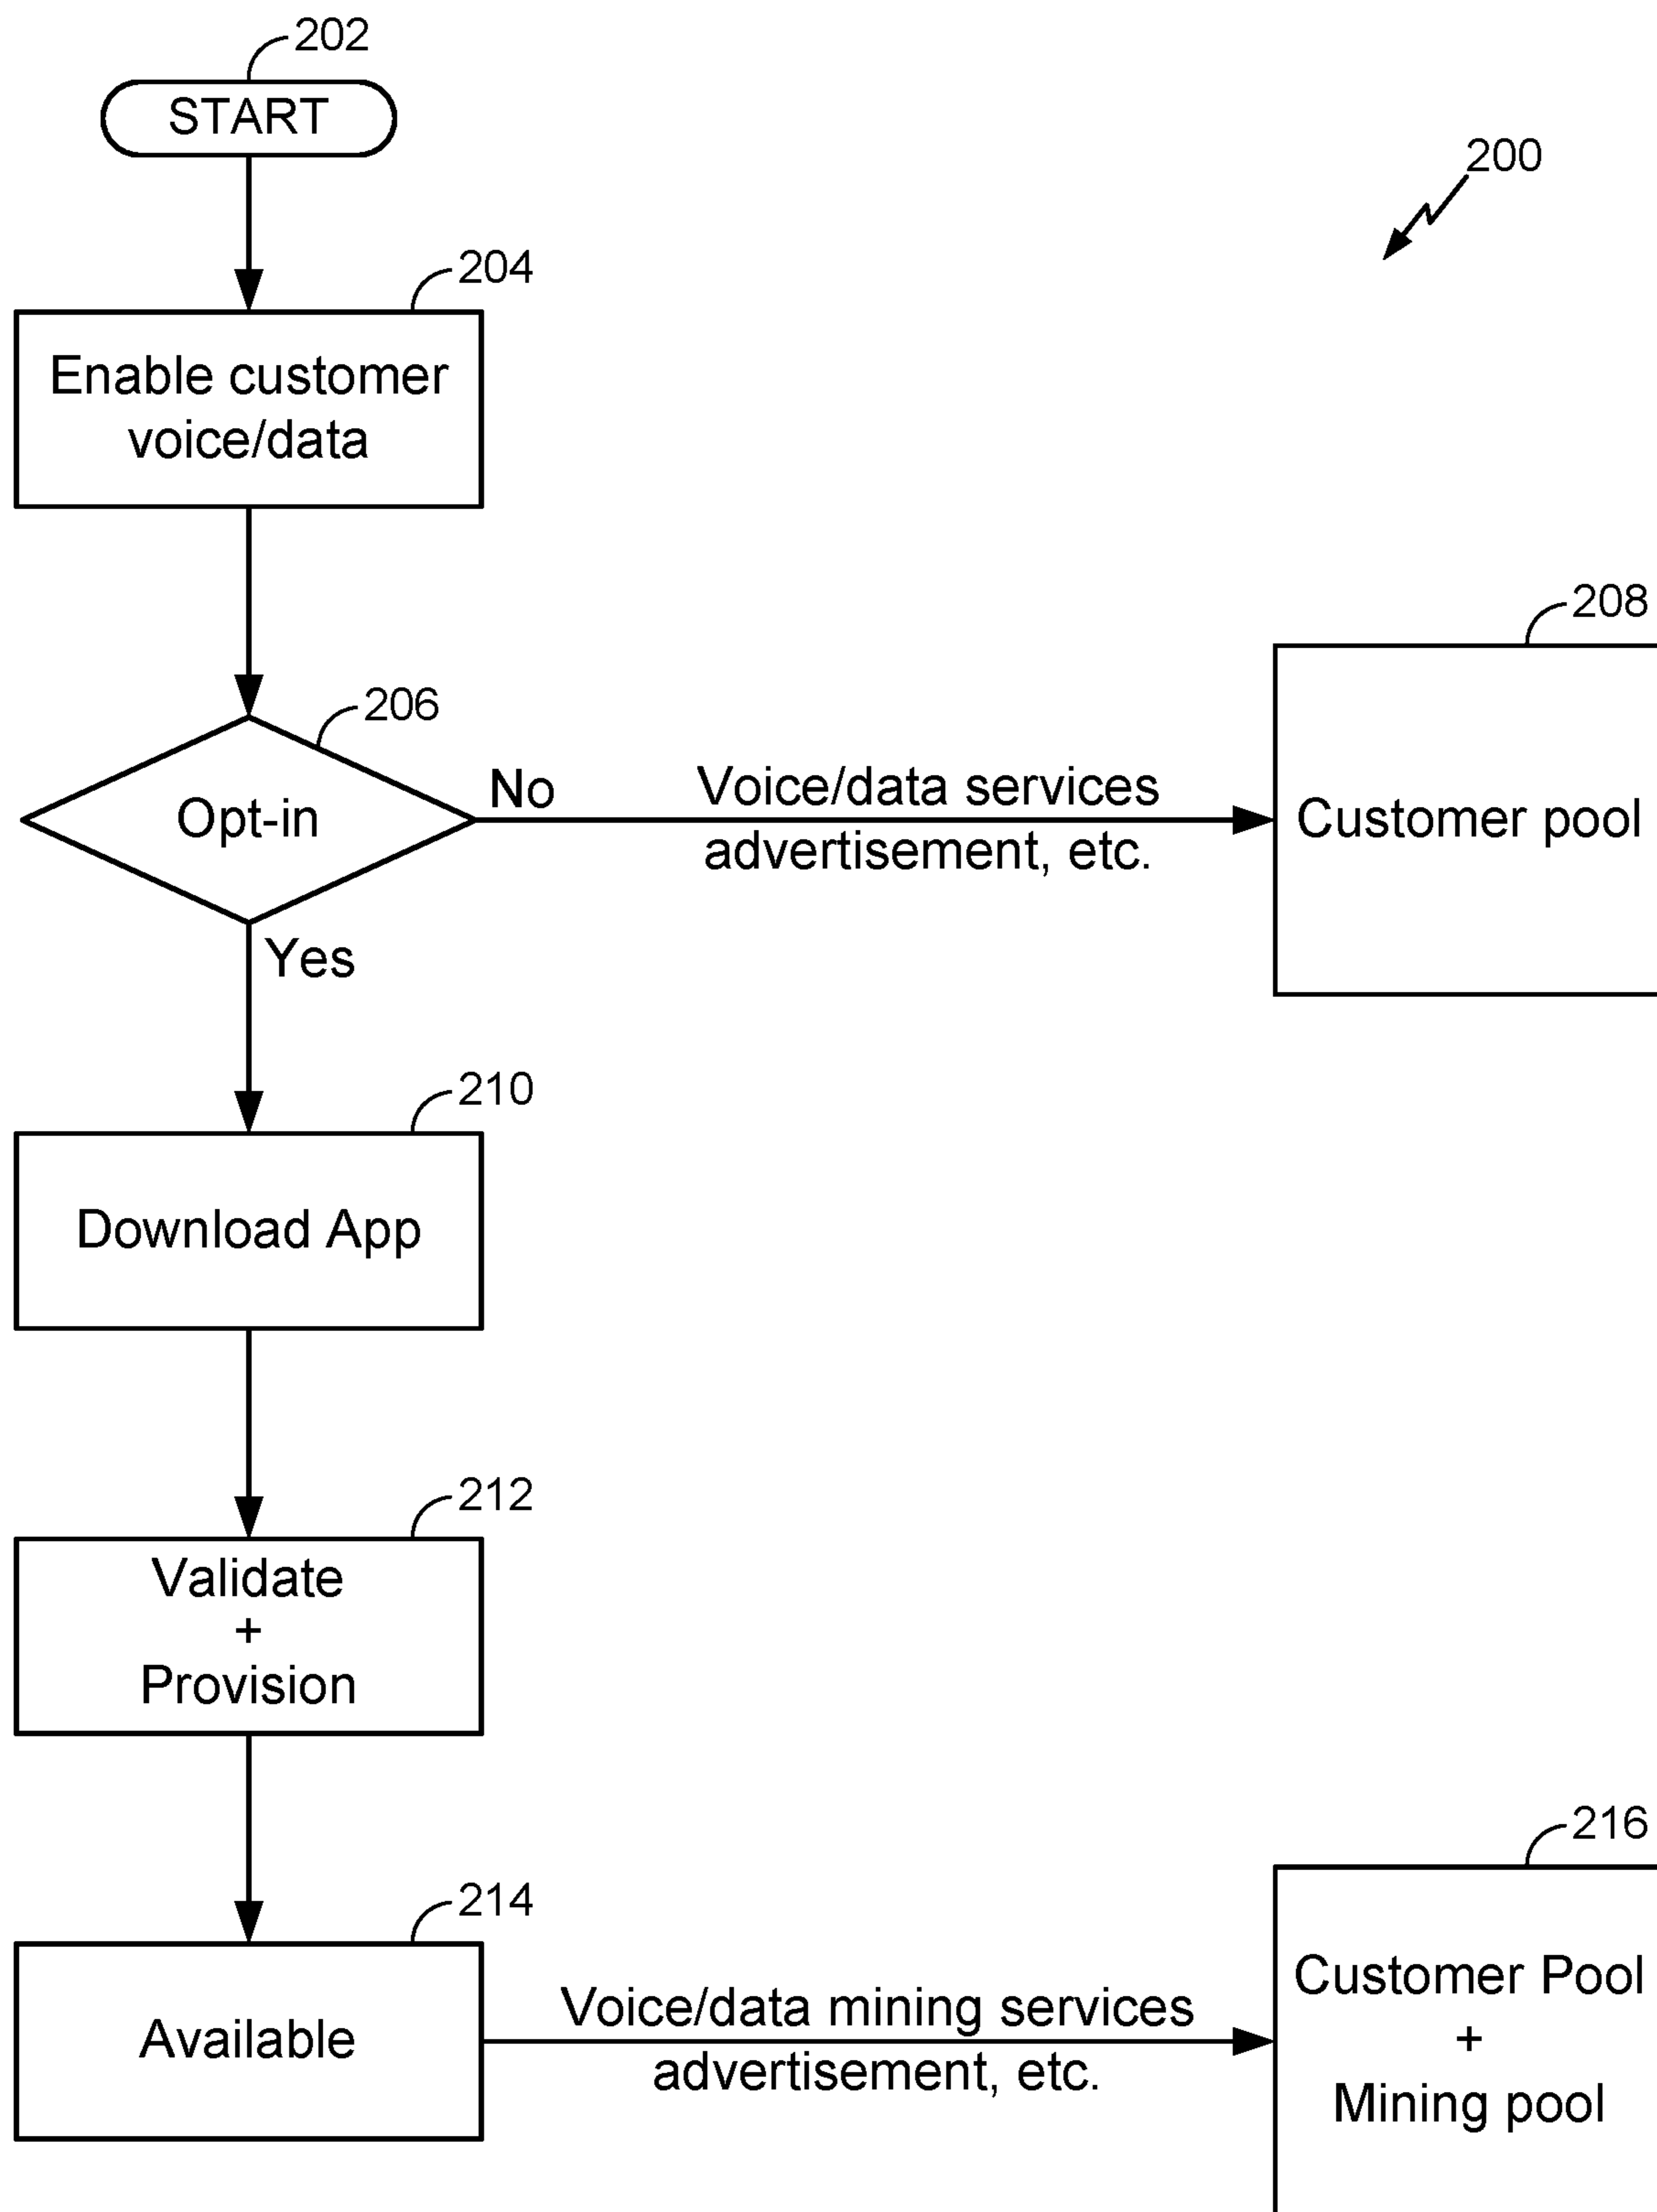 202
START
200
204
Enable customer
voice/data
206
Opt-in
No
Voice/data services
advertisement, etc.
208
Customer pool
Yes
210
Download App
212
Validate
+
Provision
214
Available
Voice/data mining services
advertisement, etc.
216
Customer Pool
+
Mining pool